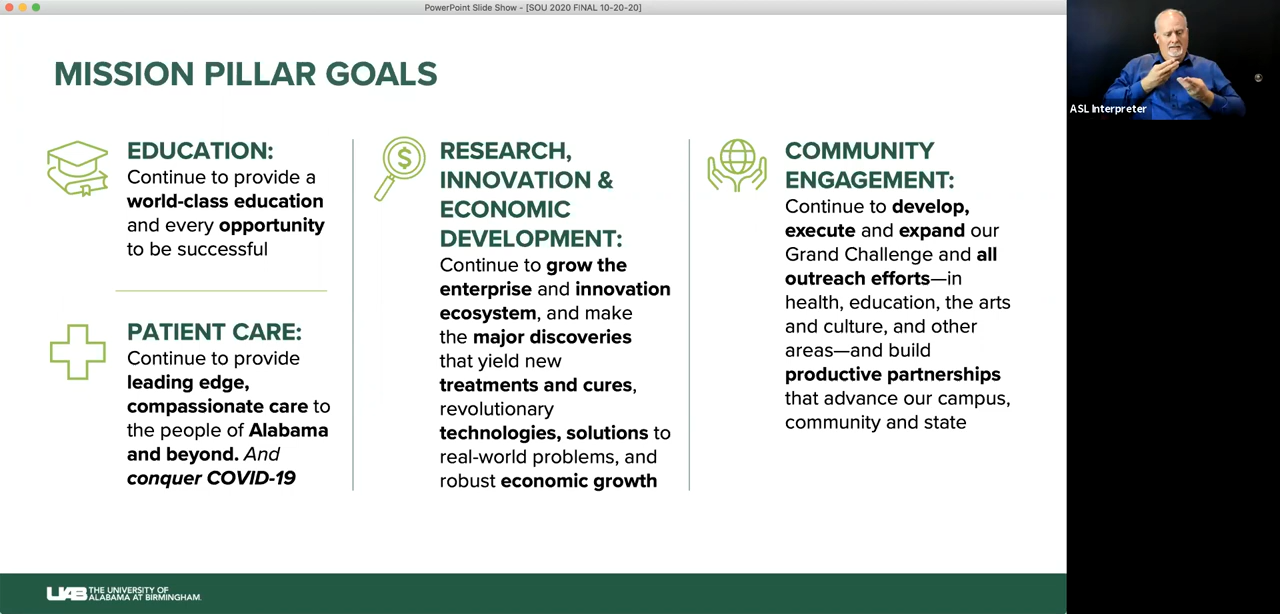 PowerPoint Slide Show - [SOU 2020 FINAL 10-20-20]
MISSION PILLAR GOALS
EDUCATION:
Continue to provide a
world-class education
and every opportunity
to be successful
PATIENT CARE:
Continue to provide
leading edge,
compassionate care to
the people of Alabama
and beyond. And
conquer COVID-19
RESEARCH,
INNOVATION &
ECONOMIC
DEVELOPMENT:
Continue to grow the
enterprise and innovation
ecosystem, and make
the major discoveries
that yield new
treatments and cures,
revolutionary
technologies, solutions to
real-world problems, and
robust economic growth
COMMUNITY
ENGAGEMENT:
Continue to develop,
execute and expand our
Grand Challenge and all
outreach efforts—in
health, education, the arts
and culture, and other
areas—and build
productive partnerships
that advance our campus,
community and state
ASL Interpreter
UAB THE UNIVERSITY OF
ALABAMA AT BIRMINGHAM.